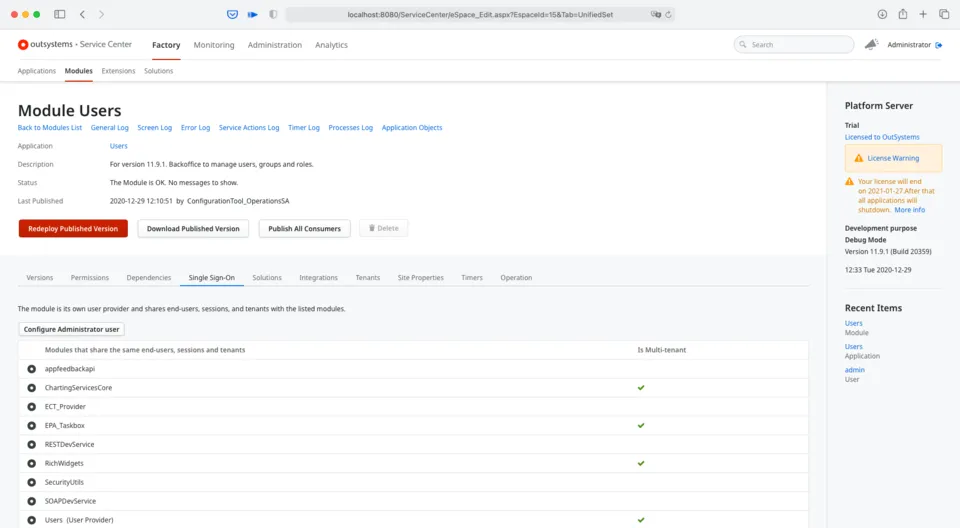 localhost:8080/ServiceCenter/eSpace_Edit.aspx?EspaceId=15&Tab=UnifiedSet
outsystems • Service Center
Factory Monitoring Administration Analytics
Search
Administrator
Applications Modules Extensions Solutions
Module Users
Back to Modules List General Log Screen Log Error Log Service Actions Log Timer Log Processes Log Application Objects
Application Users
Description For version 11.9.1. Backoffice to manage users, groups and roles.
Status The Module is OK. No messages to show.
Last Published 2020-12-29 12:10:51 by ConfigurationTool_OperationsSA
Redeploy Published Version Download Published Version Publish All Consumers Delete
Versions Permissions Dependencies Single Sign-On Solutions Integrations Tenants Site Properties Timers Operation
The module is its own user provider and shares end-users, sessions, and tenants with the listed modules.
Configure Administrator user
Modules that share the same end-users, sessions and tenants Is Multi-tenant
appfeedbackapi
ChartingServicesCore
ECT_Provider
EPA_Taskbox
RESTDevService
RichWidgets
SecurityUtils
SOAPDevService
Users (User Provider)
Platform Server
Trial
Licensed to OutSystems
License Warning
Your license will end
on 2021-01-27.After that
all applications will
shutdown. More info
Development purpose
Debug Mode
Version 11.9.1 (Build 20359)
12:33 Tue 2020-12-29
Recent Items
Users
Module
Users
Application
admin
User